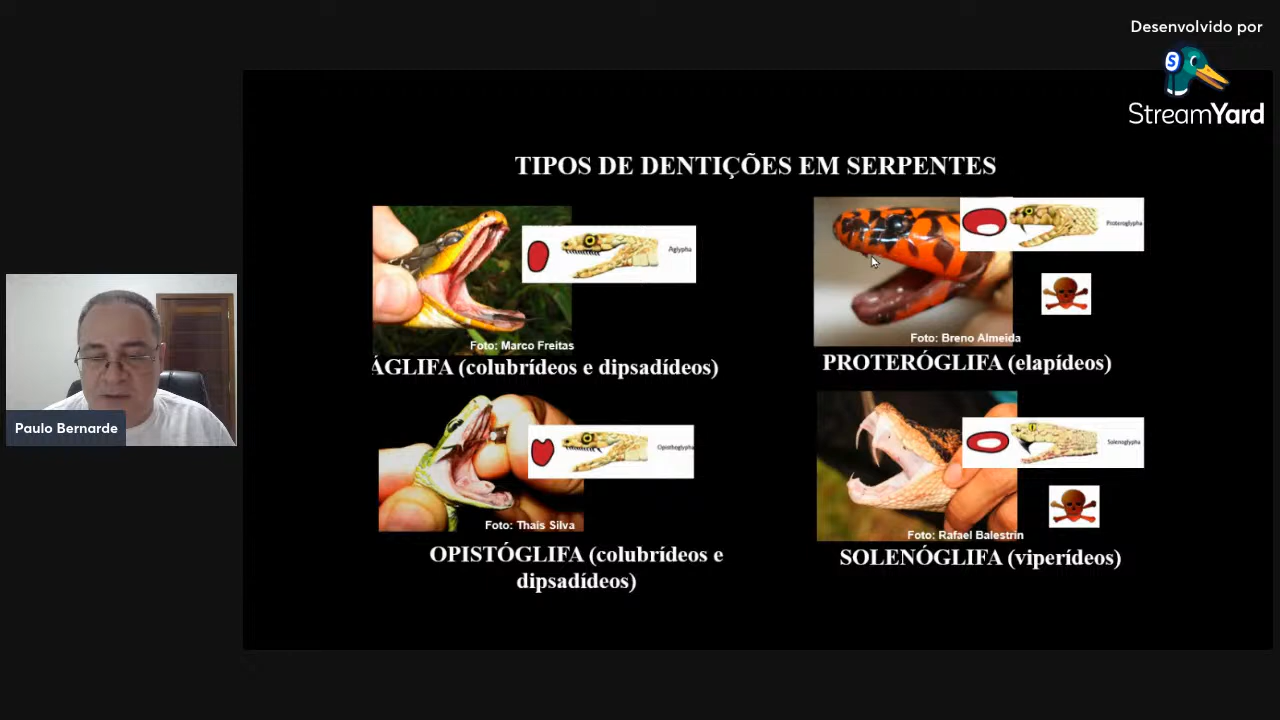 Desenvolvido por
StreamYard
TIPOS DE DENTIÇÕES EM SERPENTES
Aglypha
Proteroglypha
Foto: Marco Freitas
Foto: Breno Almeida
ÁGLIFA (colubrídeos e dipsadídeos)
PROTERÓGLIFA (elapídeos)
Opisthoglypha
Solenoglypha
Foto: Thais Silva
Foto: Rafael Balestrin
OPISTÓGLIFA (colubrídeos e
dipsadídeos)
SOLENÓGLIFA (viperídeos)
Paulo Bernarde